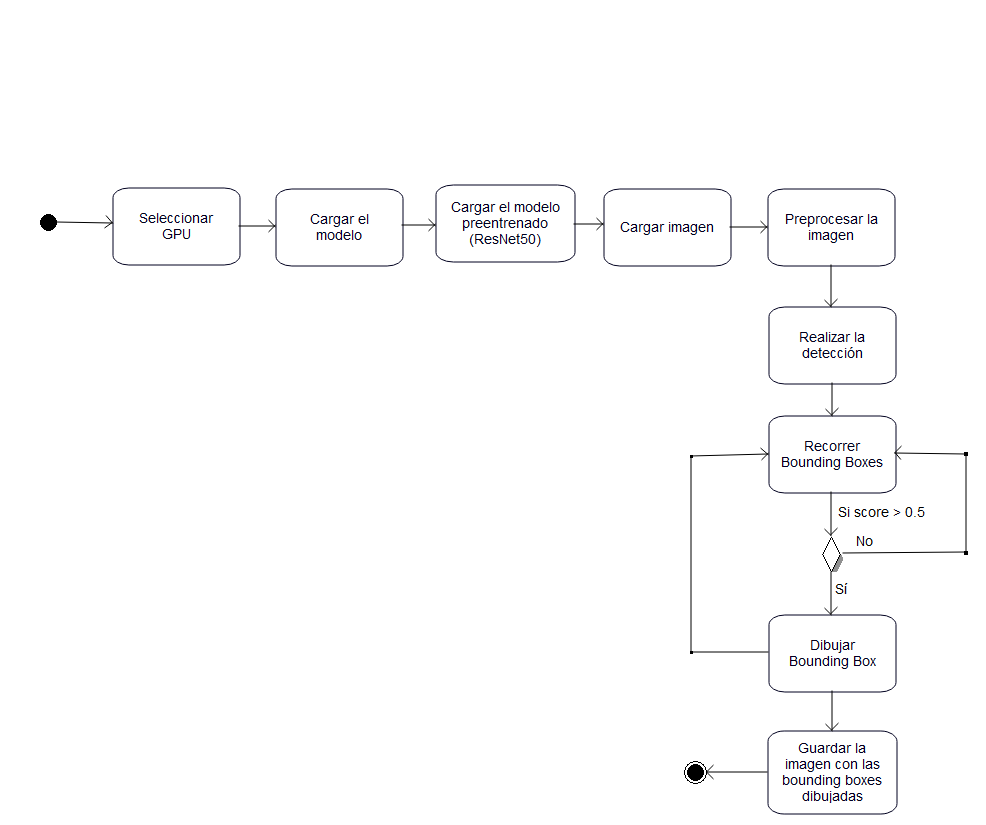 Seleccionar
GPU
Cargar el
modelo
Cargar el modelo
preentrenado
(ResNet50)
Cargar imagen
Preprocesar la
imagen
Realizar la
detección
Recorrer
Bounding Boxes
Si score > 0.5
No
Sí
Dibujar
Bounding Box
Guardar la
imagen con las
bounding boxes
dibujadas